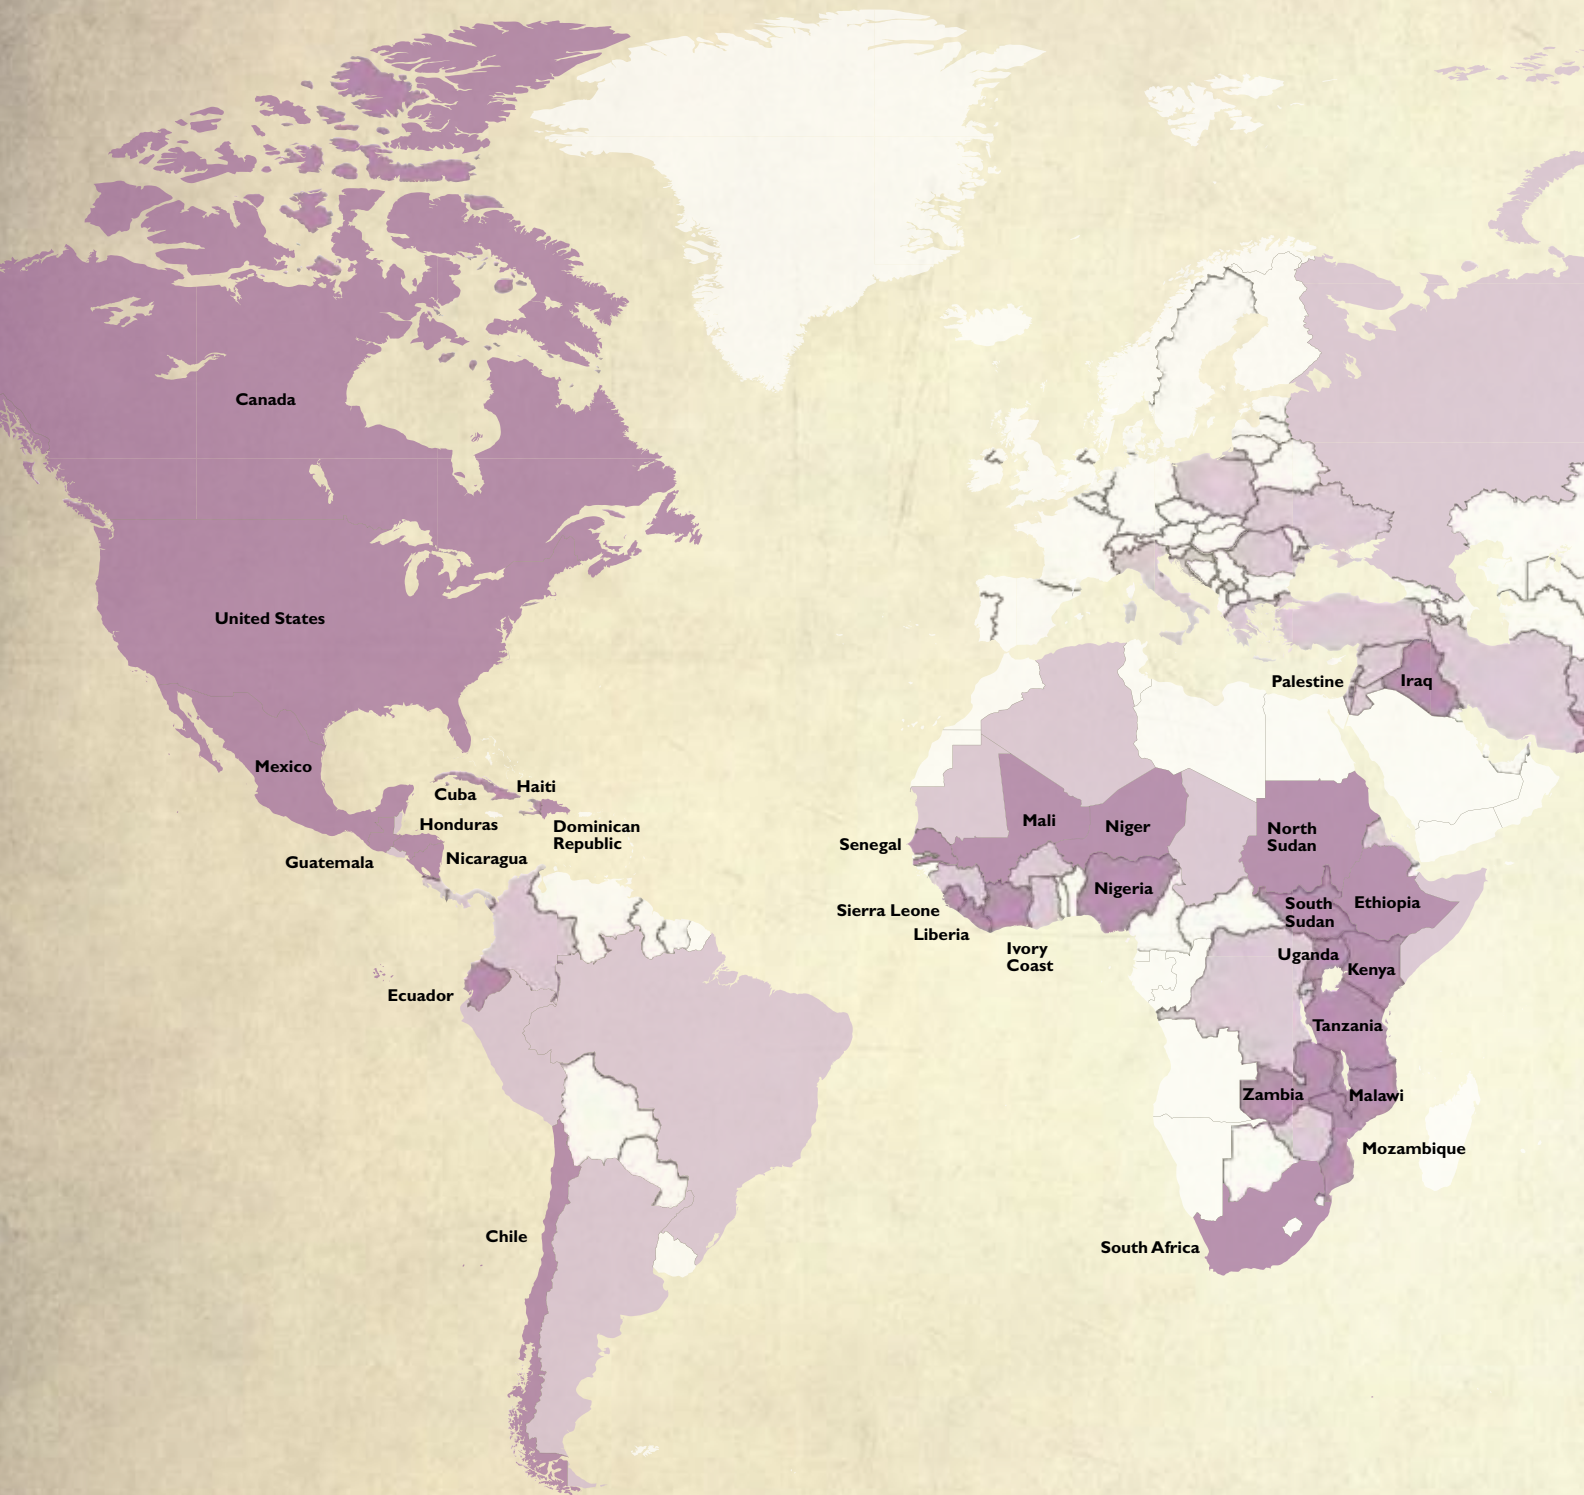 Canada
United States
Mexico
Cuba
Haiti
Honduras
Dominican
Republic
Guatemala
Nicaragua
Ecuador
Chile
Palestine
Iraq
Mali
Niger
North
Sudan
Senegal
Nigeria
Ethiopia
South
Sudan
Sierra Leone
Liberia
Ivory
Coast
Uganda
Kenya
Tanzania
Zambia
Malawi
Mozambique
South Africa